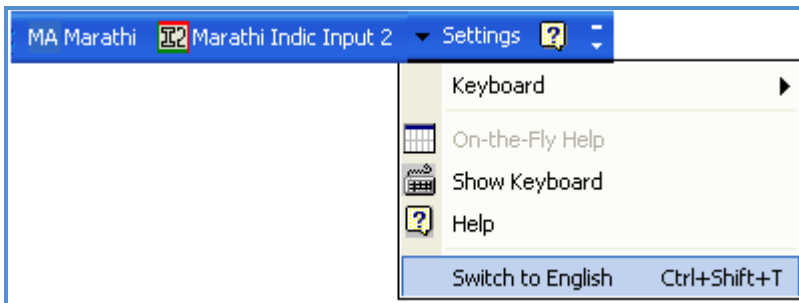 MA Marathi Marathi Indic Input 2 Settings
Keyboard
On-the-Fly Help
Show Keyboard
Help
Switch to English Ctrl+Shift+T